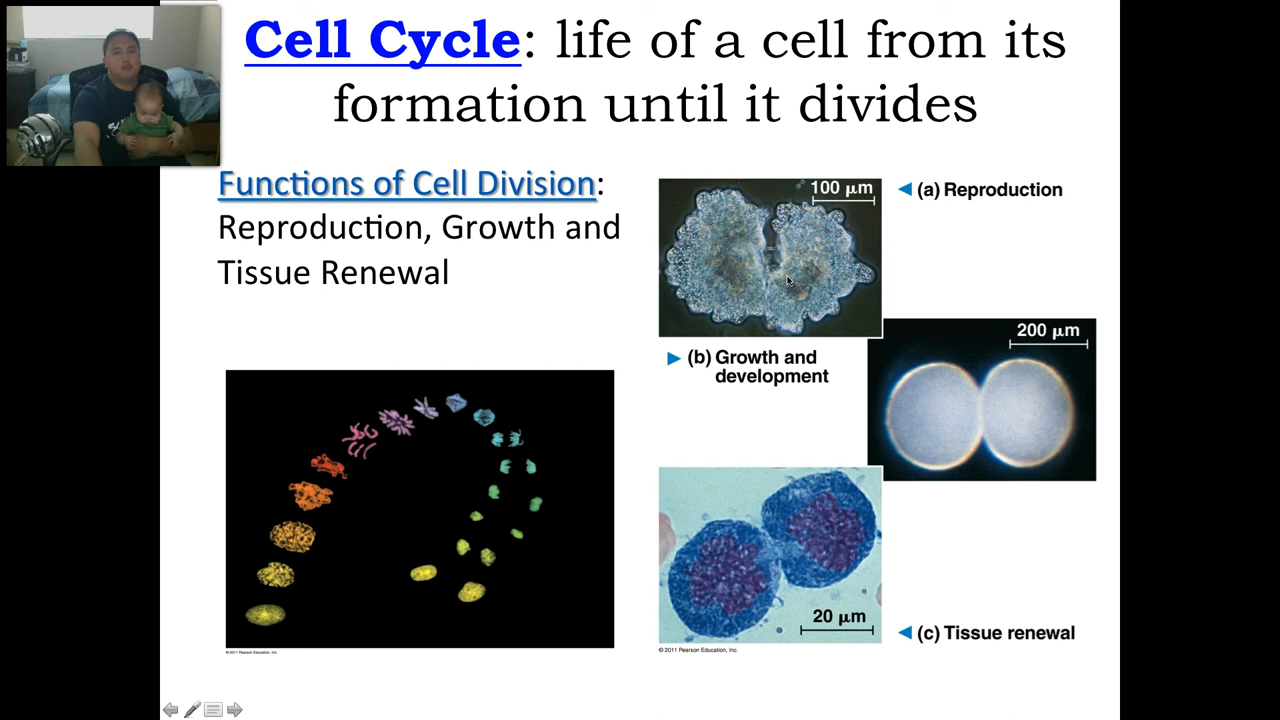 Cell Cycle: life of a cell from its
formation until it divides
Functions of Cell Division:
Reproduction, Growth and
Tissue Renewal
100 μm
(a) Reproduction
200 μm
(b) Growth and
development
20 μm
(c) Tissue renewal
© 2011 Pearson Education, Inc.
© 2011 Pearson Education, Inc.